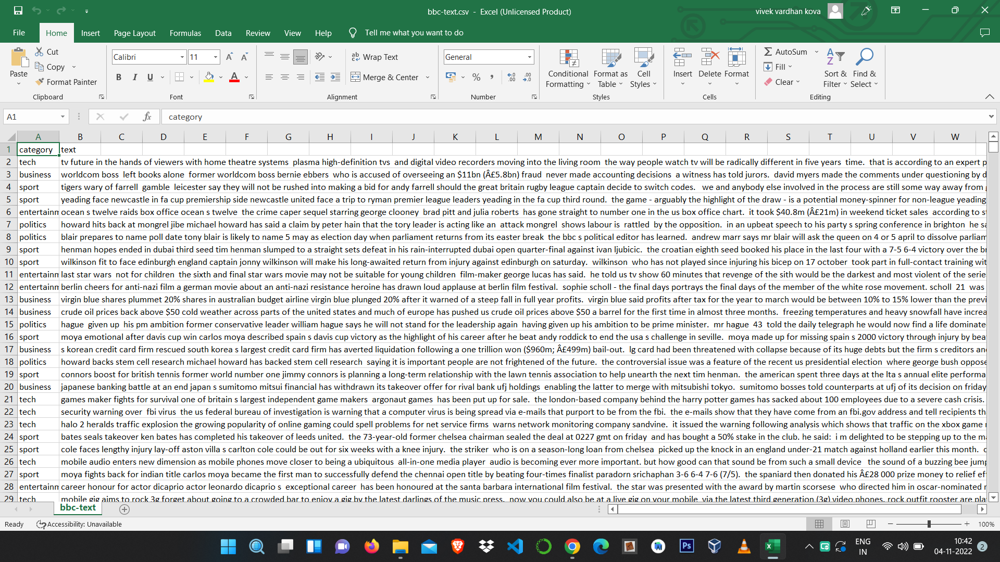 bbc-text.csv - Excel (Unlicensed Product)
vivek vardhan kova
File Home Insert Page Layout Formulas Data Review View Help Tell me what you want to do
Paste
Cut
Copy
Format Painter
Clipboard
Calibri 11
B I U
Font
Wrap Text
Merge & Center
Alignment
General
Number
Conditional Formatting
Format as Table
Cell Styles
Styles
Insert Delete Format
Cells
AutoSum
Fill
Clear
Sort & Filter
Find & Select
Editing
A1 fx category
A B C D E F G H I J K L M N O P Q R S T U V W
1 category text
2 tech tv future in the hands of viewers with home theatre systems  plasma high-definition tvs  and digital video recorders moving into the living room  the way people watch tv will be radically different in five years  time.  that is according to an expert p
3 business worldcom boss  left books alone  former worldcom boss bernie ebbers  who is accused of overseeing an $11bn (Â£5.8bn) fraud  never made accounting decisions  a witness has told jurors.  david myers made the comments under questioning by d
4 sport tigers wary of farrell  gamble  leicester say they will not be rushed into making a bid for andy farrell should the great britain rugby league captain decide to switch codes.   we and anybody else involved in the process are still some way away from
5 sport yeading face newcastle in fa cup premiership side newcastle united face a trip to ryman premier league leaders yeading in the fa cup third round.  the game - arguably the highlight of the draw - is a potential money-spinner for non-league yeading
6 entertainm ocean s twelve raids box office ocean s twelve  the crime caper sequel starring george clooney  brad pitt and julia roberts  has gone straight to number one in the us box office chart.  it took $40.8m (Â£21m) in weekend ticket sales  according to st
7 politics howard hits back at mongrel jibe michael howard has said a claim by peter hain that the tory leader is acting like an  attack mongrel  shows labour is  rattled  by the opposition.  in an upbeat speech to his party s spring conference in brighton  he sa
8 politics blair prepares to name poll date tony blair is likely to name 5 may as election day when parliament returns from its easter break  the bbc s political editor has learned.  andrew marr says mr blair will ask the queen on 4 or 5 april to dissolve parliam
9 sport henman hopes ended in dubai third seed tim henman slumped to a straight sets defeat in his rain-interrupted dubai open quarter-final against ivan ljubicic.  the croatian eighth seed booked his place in the last four with a 7-5 6-4 victory over the br
10 sport wilkinson fit to face edinburgh england captain jonny wilkinson will make his long-awaited return from injury against edinburgh on saturday.  wilkinson  who has not played since injuring his bicep on 17 october  took part in full-contact training wit
11 entertainm last star wars  not for children  the sixth and final star wars movie may not be suitable for young children  film-maker george lucas has said.  he told us tv show 60 minutes that revenge of the sith would be the darkest and most violent of the serie
12 entertainm berlin cheers for anti-nazi film a german movie about an anti-nazi resistance heroine has drawn loud applause at berlin film festival.  sophie scholl - the final days portrays the final days of the member of the white rose movement. scholl  21  was
13 business virgin blue shares plummet 20% shares in australian budget airline virgin blue plunged 20% after it warned of a steep fall in full year profits.  virgin blue said profits after tax for the year to march would be between 10% to 15% lower than the previ
14 business crude oil prices back above $50 cold weather across parts of the united states and much of europe has pushed us crude oil prices above $50 a barrel for the first time in almost three months.  freezing temperatures and heavy snowfall have increa
15 politics hague  given up  his pm ambition former conservative leader william hague says he will not stand for the leadership again  having given up his ambition to be prime minister.  mr hague  43  told the daily telegraph he would now find a life dominate
16 sport moya emotional after davis cup win carlos moya described spain s davis cup victory as the highlight of his career after he beat andy roddick to end the usa s challenge in seville.  moya made up for missing spain s 2000 victory through injury by bea
17 business s korean credit card firm rescued south korea s largest credit card firm has averted liquidation following a one trillion won ($960m; Â£499m) bail-out.  lg card had been threatened with collapse because of its huge debts but the firm s creditors an
18 politics howard backs stem cell research michael howard has backed stem cell research  saying it is important people are not frightened of the future.  the controversial issue was a feature of the recent us presidential election  where george bush oppose
19 sport connors boost for british tennis former world number one jimmy connors is planning a long-term relationship with the lawn tennis association to help unearth the next tim henman.  the american spent three days at the lta s annual elite performa
20 business japanese banking battle at an end japan s sumitomo mitsui financial has withdrawn its takeover offer for rival bank ufj holdings  enabling the latter to merge with mitsubishi tokyo.  sumitomo bosses told counterparts at ufj of its decision on friday
21 tech games maker fights for survival one of britain s largest independent game makers  argonaut games  has been put up for sale.  the london-based company behind the harry potter games has sacked about 100 employees due to a severe cash crisis.
22 tech security warning over  fbi virus  the us federal bureau of investigation is warning that a computer virus is being spread via e-mails that purport to be from the fbi.  the e-mails show that they have come from an fbi.gov address and tell recipients th
23 tech halo 2 heralds traffic explosion the growing popularity of online gaming could spell problems for net service firms  warns network monitoring company sandvine.  it issued the warning following analysis which shows that traffic on the xbox game
24 sport bates seals takeover ken bates has completed his takeover of leeds united.  the 73-year-old former chelsea chairman sealed the deal at 0227 gmt on friday  and has bought a 50% stake in the club. he said:  i m delighted to be stepping up to the ma
25 sport cole faces lengthy injury lay-off aston villa s carlton cole could be out for six weeks with a knee injury.  the striker  who is on a season-long loan from chelsea  picked up the knock in an england under-21 match against holland earlier this month.  c
26 tech mobile audio enters new dimension as mobile phones move closer to being a ubiquitous  all-in-one media player  audio is becoming ever more important. but how good can that sound be from such a small device   the sound of a buzzing bee jump
27 sport moya fights back for indian title carlos moya became the first man to successfully defend the chennai open title by beating four-times finalist paradorn srichaphan 3-6 6-4 7-6 (7/5).  the spaniard then donated his Â£28 000 prize money to relief ef
28 entertainm career honour for actor dicaprio actor leonardo dicaprio s  exceptional career  has been honoured at the santa barbara international film festival.  the star was presented with the award by martin scorsese  who directed him in oscar-nominated
29 tech mobile gig aims to rock 3g forget about going to a crowded bar to enjoy a gig by the latest darlings of the music press.  now you could also be at a live gig on your mobile  via the latest third generation (3g) video phones. rock outfit rooster are pla
bbc-text
Ready Accessibility: Unavailable 100%
Ps
ENG IN
10:42
04-11-2022
2